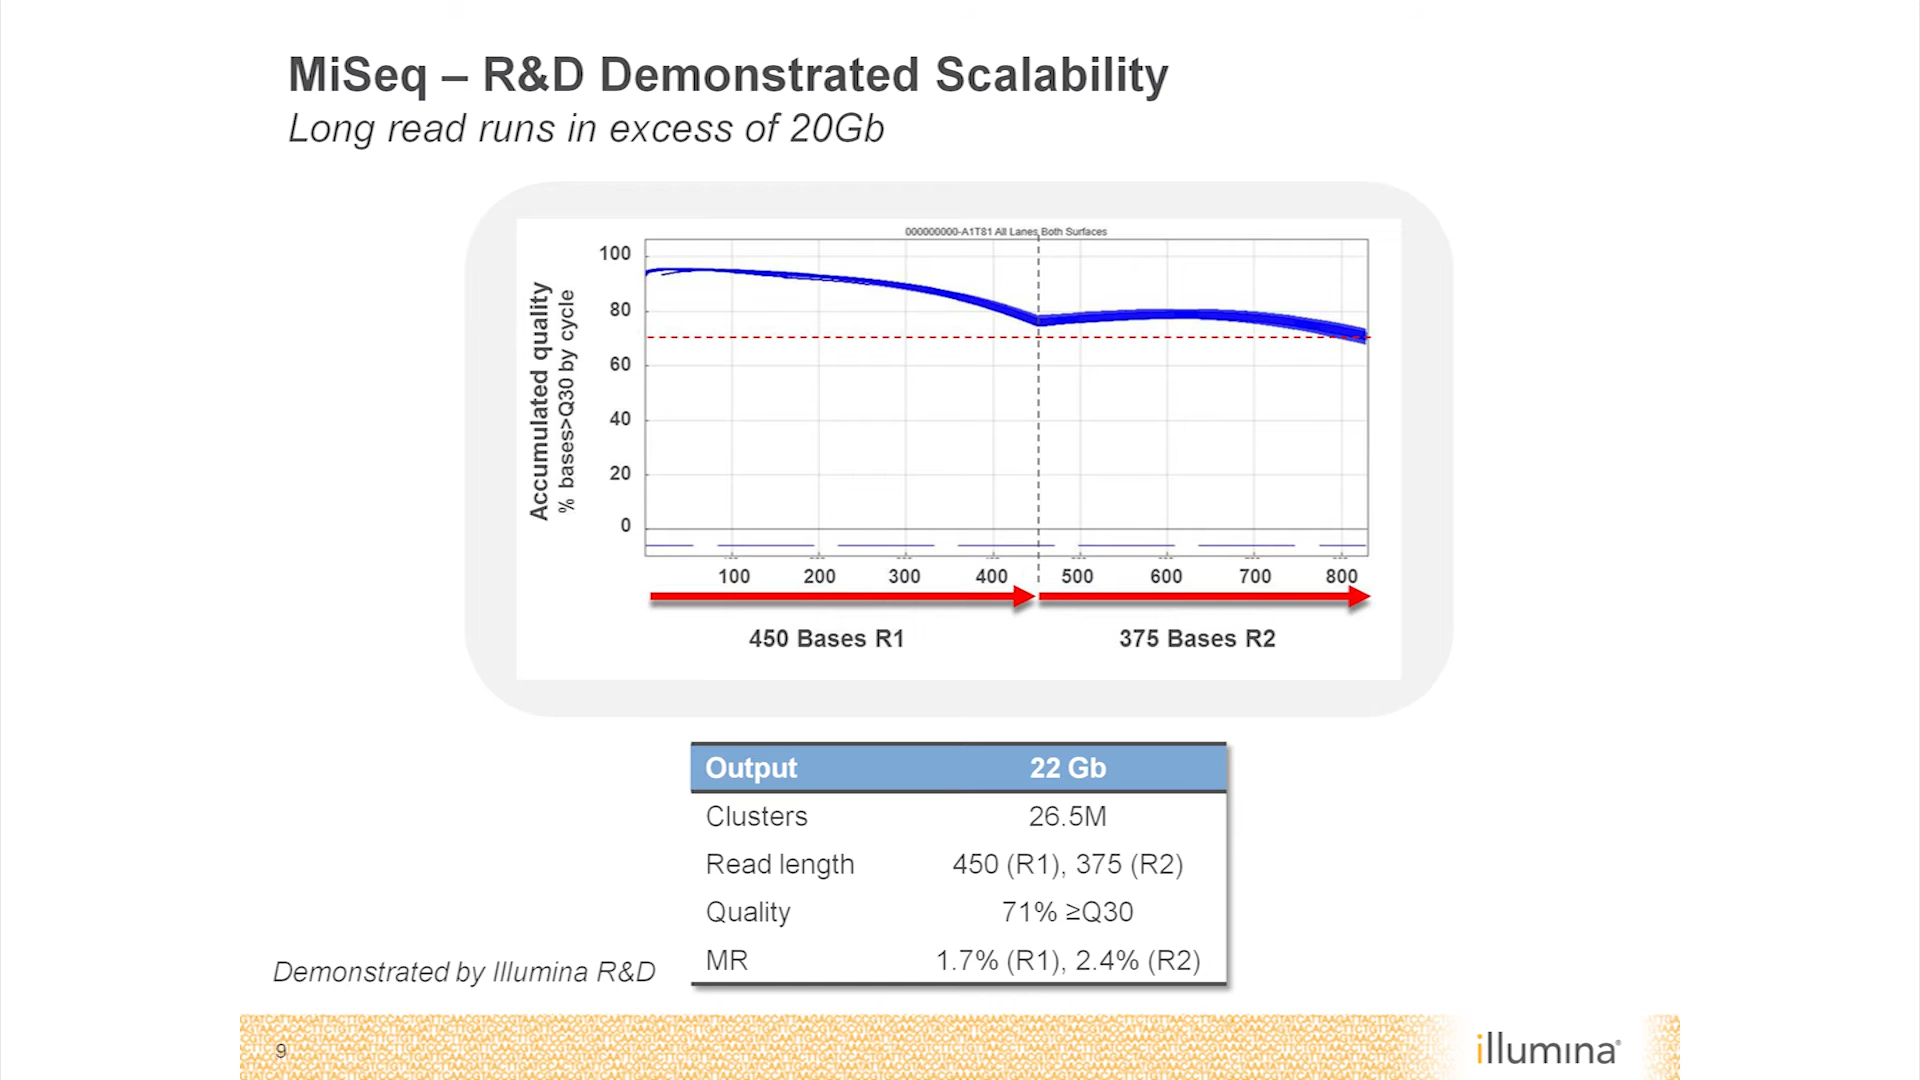 MiSeq – R&D Demonstrated Scalability
Long read runs in excess of 20Gb
000000000-A1T81 All Lanes Both Surfaces
Accumulated quality
% bases>Q30 by cycle
100
80
60
40
20
0
100 200 300 400 500 600 700 800
450 Bases R1 375 Bases R2
Output 22 Gb
Clusters 26.5M
Read length 450 (R1), 375 (R2)
Quality 71% ≥Q30
MR 1.7% (R1), 2.4% (R2)
Demonstrated by Illumina R&D
9
illumina®